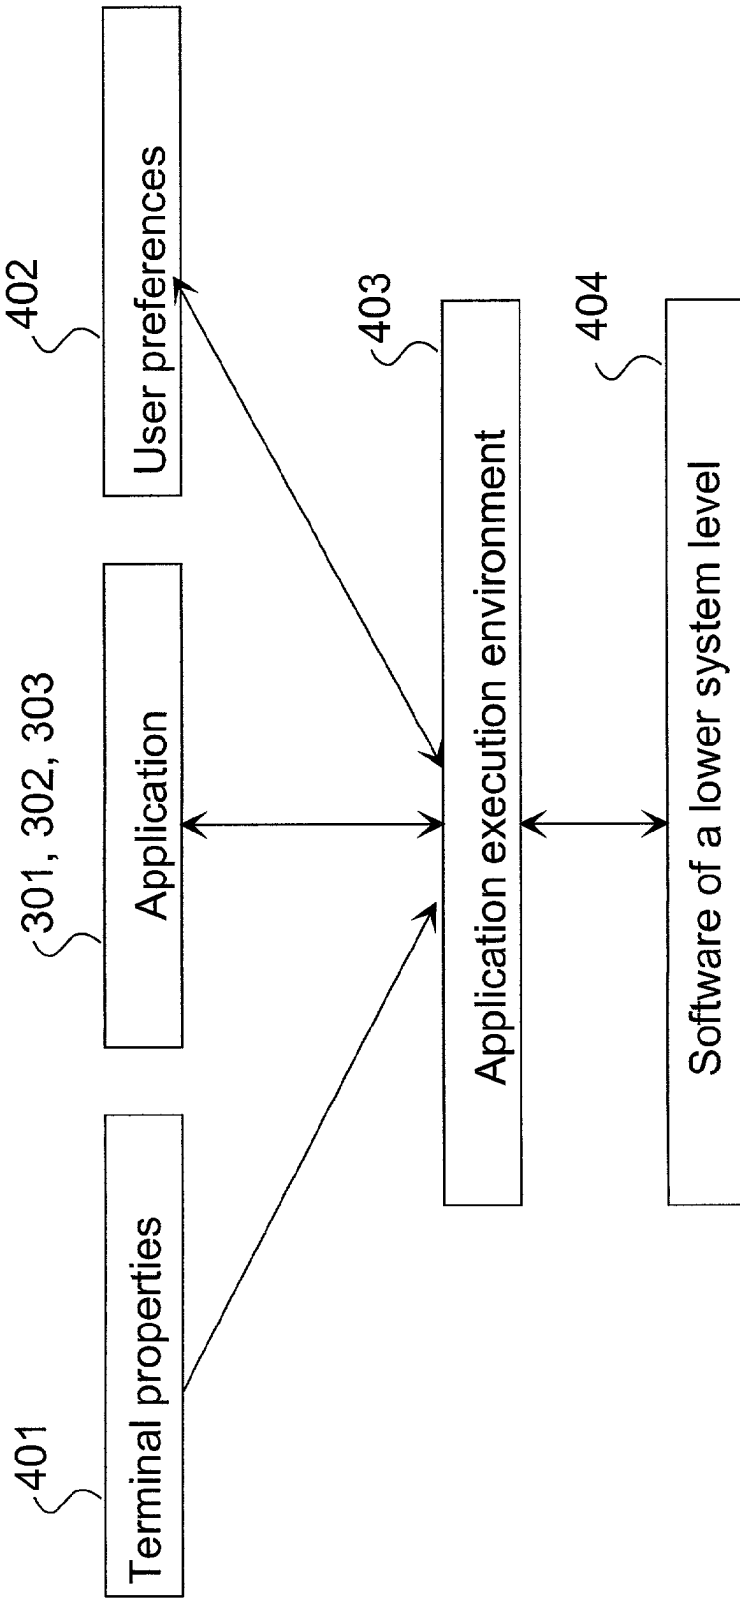 401
Terminal properties
301, 302, 303
Application
402
User preferences
403
Application execution environment
404
Software of a lower system level